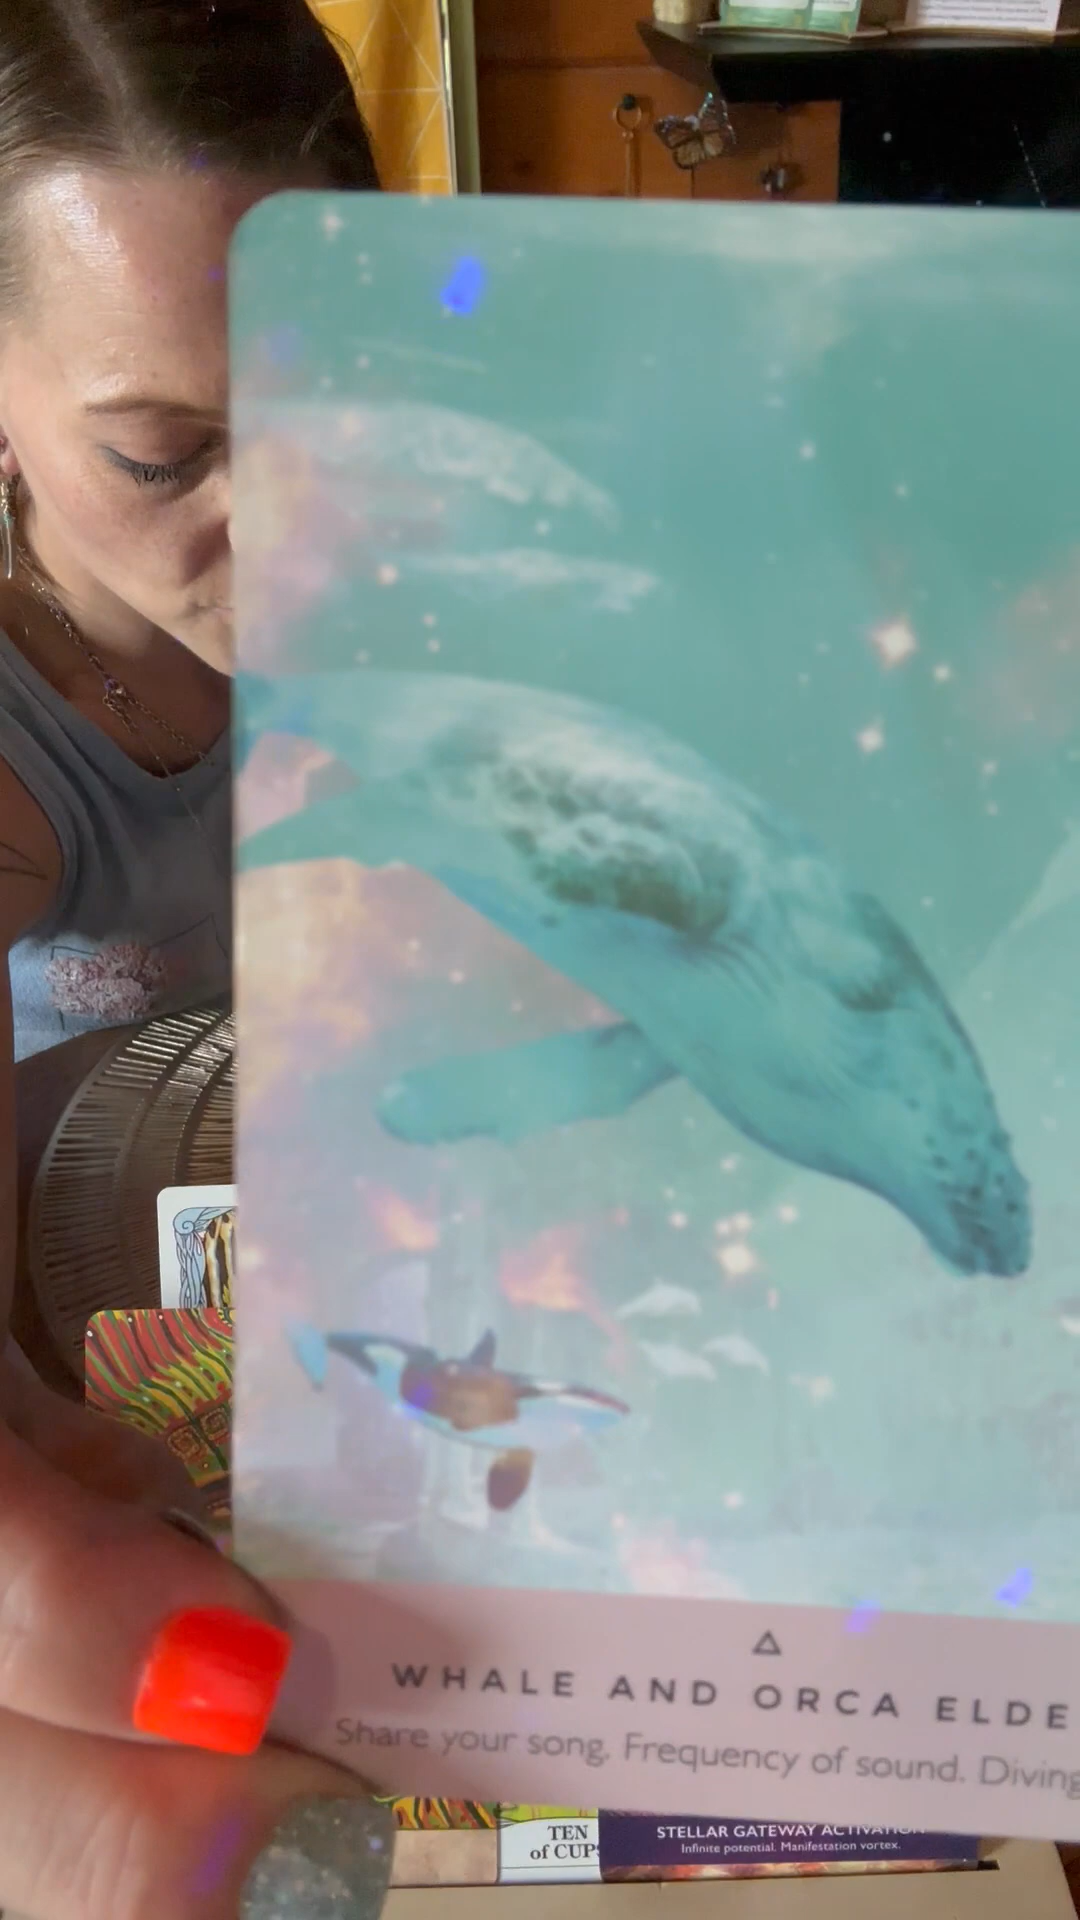 WHALE AND ORCA ELDE
Share your song. Frequency of sound. Diving
TEN
of CUPS
STELLAR GATEWAY ACTIVATION
Infinite potential. Manifestation vortex.